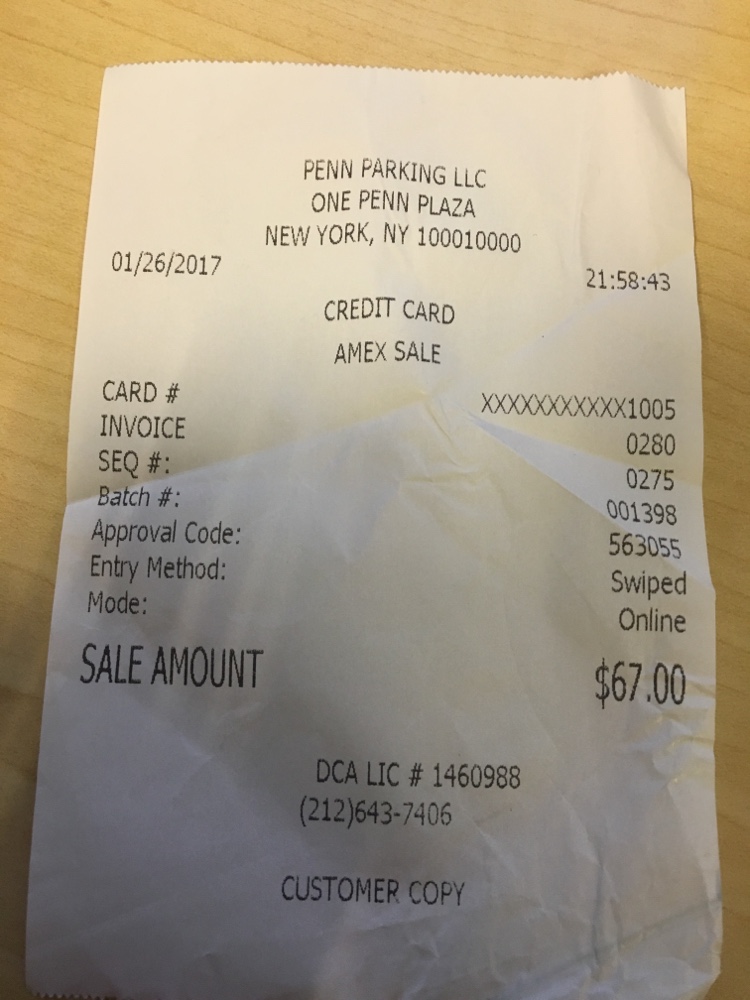 PENN PARKING LLC
ONE PENN PLAZA
NEW YORK, NY 100010000
01/26/2017 21:58:43
CREDIT CARD
AMEX SALE
CARD # XXXXXXXXXXX1005
INVOICE 0280
SEQ #: 0275
Batch #: 001398
Approval Code: 563055
Entry Method: Swiped
Mode: Online
SALE AMOUNT $67.00
DCA LIC # 1460988
(212)643-7406
CUSTOMER COPY